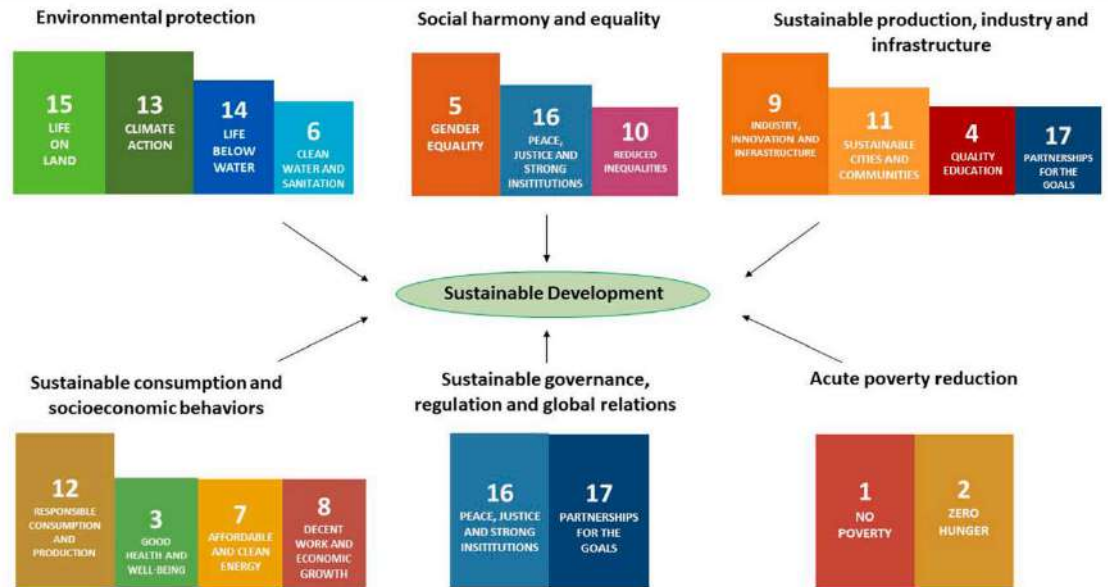 Environmental protection
15
LIFE
ON
LAND
13
CLIMATE
ACTION
14
LIFE
BELOW
WATER
6
CLEAN
WATER AND
SANITATION
Social harmony and equality
5
GENDER
EQUALITY
16
PEACE,
JUSTICE AND
STRONG
INSITITUTIONS
10
REDUCED
INEQUALITIES
Sustainable production, industry and
infrastructure
9
INDUSTRY,
INNOVATION AND
INFRASTRUCTURE
11
SUSTAINABLE
CITIES AND
COMMUNITIES
4
QUALITY
EDUCATION
17
PARTNERSHIPS
FOR THE
GOALS
Sustainable Development
Sustainable consumption and
socioeconomic behaviors
12
RESPONSIBLE
CONSUMPTION
AND
PRODUCTION
3
GOOD
HEALTH AND
WELL-BEING
7
AFFORDABLE
AND CLEAN
ENERGY
8
DECENT
WORK AND
ECONOMIC
GROWTH
Sustainable governance,
regulation and global relations
16
PEACE, JUSTICE
AND STRONG
INSITITUTIONS
17
PARTNERSHIPS
FOR THE
GOALS
Acute poverty reduction
1
NO
POVERTY
2
ZERO
HUNGER